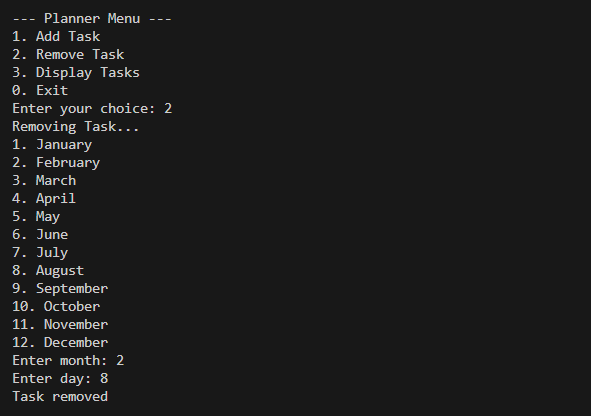 --- Planner Menu ---
1. Add Task
2. Remove Task
3. Display Tasks
0. Exit
Enter your choice: 2
Removing Task...
1. January
2. February
3. March
4. April
5. May
6. June
7. July
8. August
9. September
10. October
11. November
12. December
Enter month: 2
Enter day: 8
Task removed